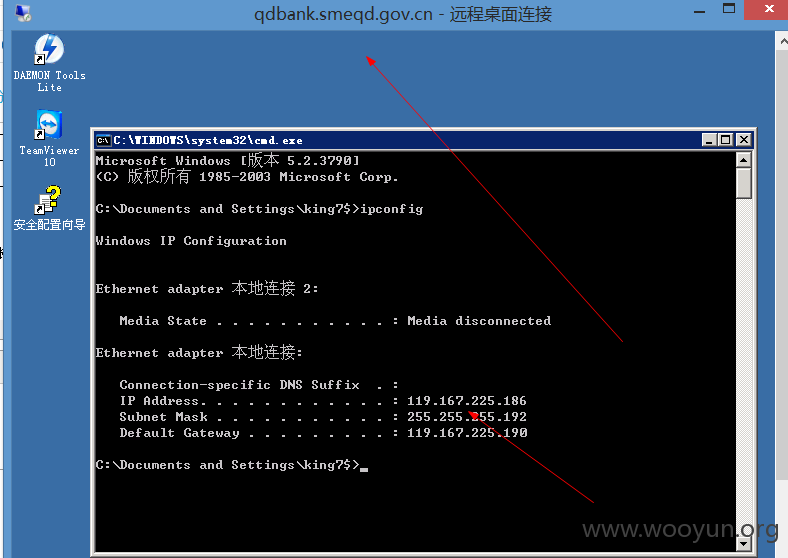 qdbank.smeqd.gov.cn - 远程桌面连接
DAEMON Tools
Lite
TeamViewer
10
安全配置向导
C:\WINDOWS\system32\cmd.exe
Microsoft Windows [版本 5.2.3790]
(C) 版权所有 1985-2003 Microsoft Corp.
C:\Documents and Settings\king7$>ipconfig
Windows IP Configuration
Ethernet adapter 本地连接 2:
Media State . . . . . . . . . . . : Media disconnected
Ethernet adapter 本地连接:
Connection-specific DNS Suffix  . :
IP Address. . . . . . . . . . . . : 119.167.225.186
Subnet Mask . . . . . . . . . . . : 255.255.255.192
Default Gateway . . . . . . . . . : 119.167.225.190
C:\Documents and Settings\king7$>
www.wooyun.org